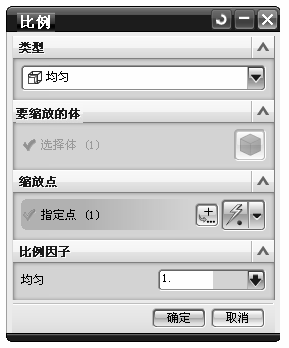 比例
类型
均匀
要缩放的体
选择体 (1)
缩放点
指定点 (1)
比例因子
均匀 1.
确定 取消